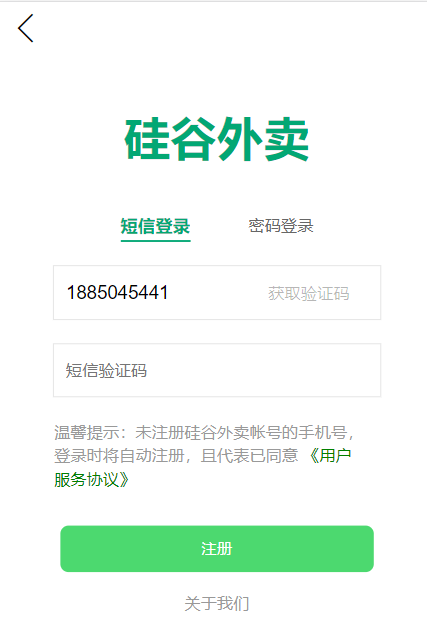 硅谷外卖
短信登录 密码登录
1885045441 获取验证码
短信验证码
温馨提示：未注册硅谷外卖帐号的手机号，
登录时将自动注册，且代表已同意《用户
服务协议》
注册
关于我们